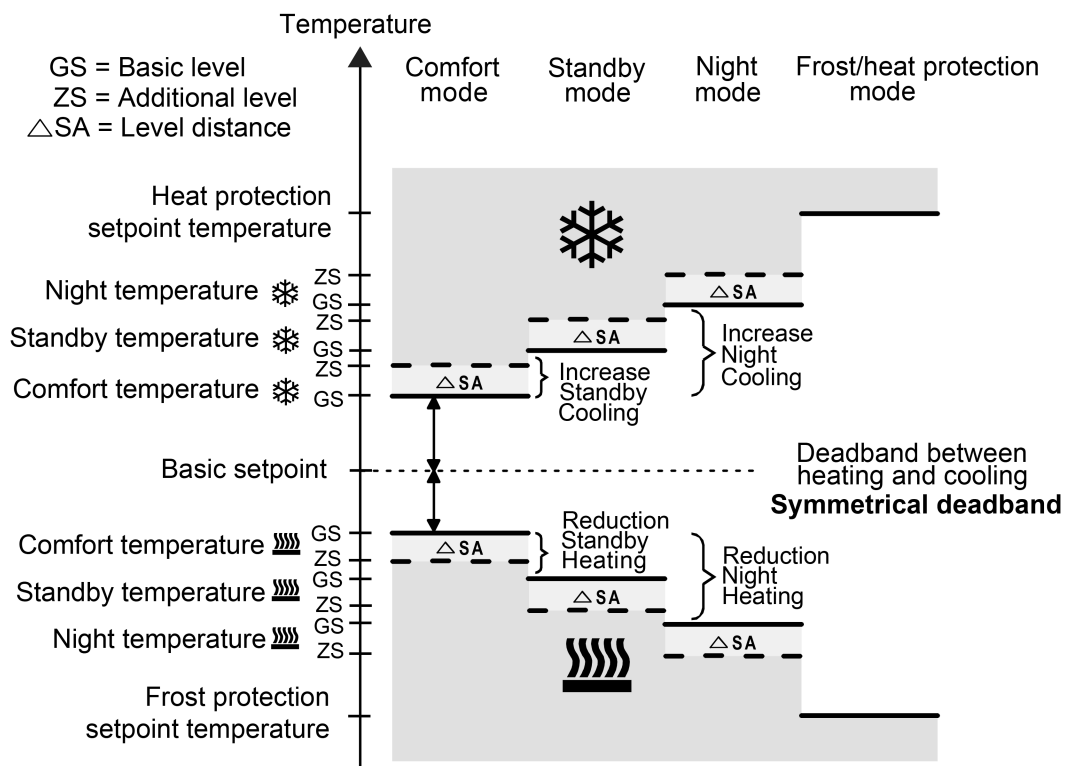 Temperature
GS = Basic level
ZS = Additional level
△SA = Level distance
Comfort
mode
Standby
mode
Night
mode
Frost/heat protection
mode
Heat protection
setpoint temperature
ZS
Night temperature
GS
ZS
Standby temperature
GS
ZS
Comfort temperature
GS
△SA
△SA
△SA
Increase
Standby
Cooling
Increase
Night
Cooling
Basic setpoint
Deadband between
heating and cooling
Symmetrical deadband
GS
Comfort temperature
ZS
GS
Standby temperature
ZS
GS
Night temperature
ZS
△SA
△SA
△SA
Reduction
Standby
Heating
Reduction
Night
Heating
Frost protection
setpoint temperature